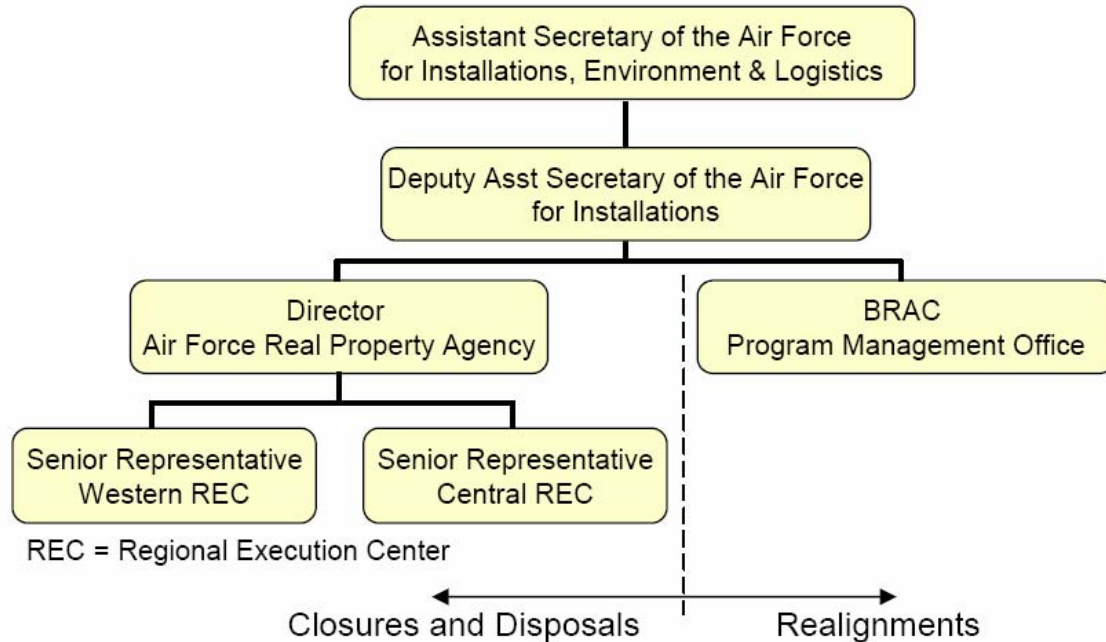 Assistant Secretary of the Air Force
for Installations, Environment & Logistics
Deputy Asst Secretary of the Air Force
for Installations
Director
Air Force Real Property Agency
BRAC
Program Management Office
Senior Representative
Western REC
Senior Representative
Central REC
REC = Regional Execution Center
Closures and Disposals
Realignments